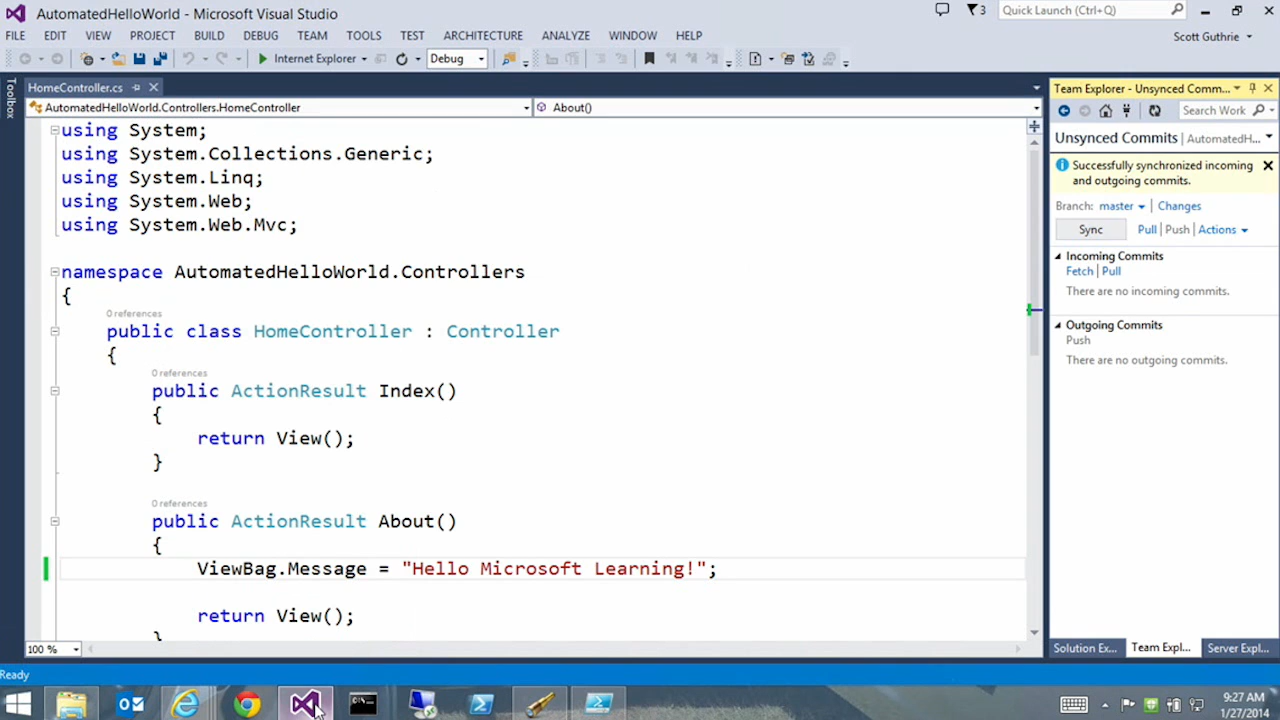 AutomatedHelloWorld - Microsoft Visual Studio
3
Quick Launch (Ctrl+Q)
FILE EDIT VIEW PROJECT BUILD DEBUG TEAM TOOLS TEST ARCHITECTURE ANALYZE WINDOW HELP
Scott Guthrie
Internet Explorer Debug
Toolbox
HomeController.cs
AutomatedHelloWorld.Controllers.HomeController About()
using System;
using System.Collections.Generic;
using System.Linq;
using System.Web;
using System.Web.Mvc;
namespace AutomatedHelloWorld.Controllers
{
0 references
public class HomeController : Controller
{
0 references
public ActionResult Index()
{
return View();
}
0 references
public ActionResult About()
{
ViewBag.Message = "Hello Microsoft Learning!";
return View();
}
100 %
Team Explorer - Unsynced Comm...
Search Work
Unsynced Commits | AutomatedH...
Successfully synchronized incoming
and outgoing commits.
Branch: master | Changes
Sync Pull | Push | Actions
Incoming Commits
Fetch | Pull
There are no incoming commits.
Outgoing Commits
Push
There are no outgoing commits.
Solution Ex... Team Expl... Server Expl...
Ready
9:27 AM
1/27/2014